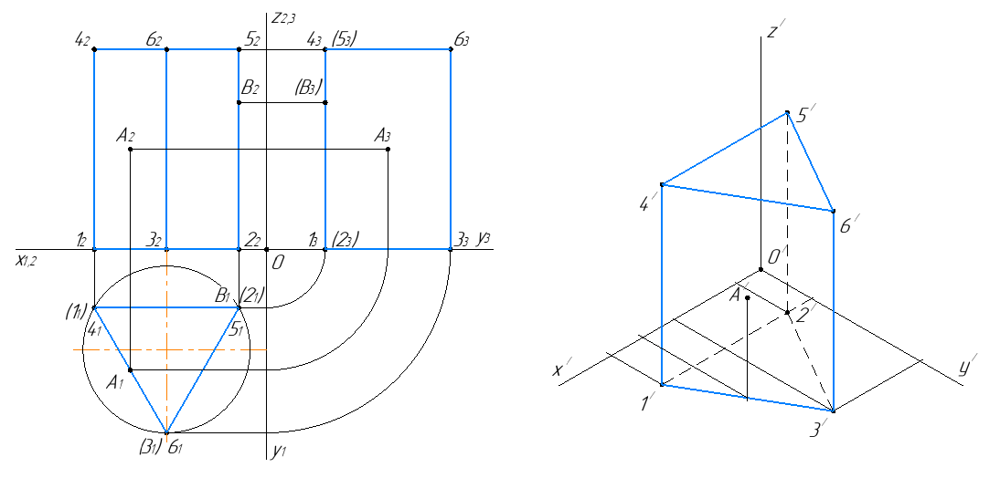 z₂,₃
4₂ 6₂ 5₂ 4₃ (5₃) 6₃
B₂ (B₃)
A₂ A₃
1₂ 3₂ 2₂ 1₃ (2₃) 3₃ y₃
x₁,₂ O
(1₁) 4₁ B₁ (2₁) 5₁
A₁
(3₁) 6₁ y₁
z′
5′
4′
6′
O′
A′
2′
x′ y′
1′
3′